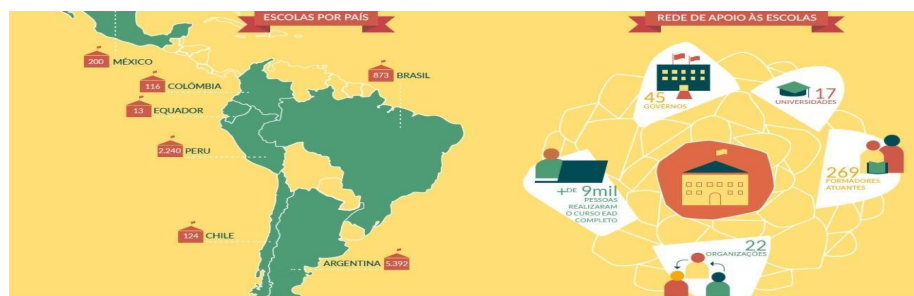 ESCOLAS POR PAÍS
200 MÉXICO
116 COLÔMBIA
13 EQUADOR
2.240 PERU
873 BRASIL
124 CHILE
ARGENTINA 5.392
REDE DE APOIO ÀS ESCOLAS
45
GOVERNOS
17
UNIVERSIDADES
269
FORMADORES
ATUANTES
+DE 9mil
PESSOAS
REALIZARAM
O CURSO EAD
COMPLETO
22
ORGANIZAÇÕES